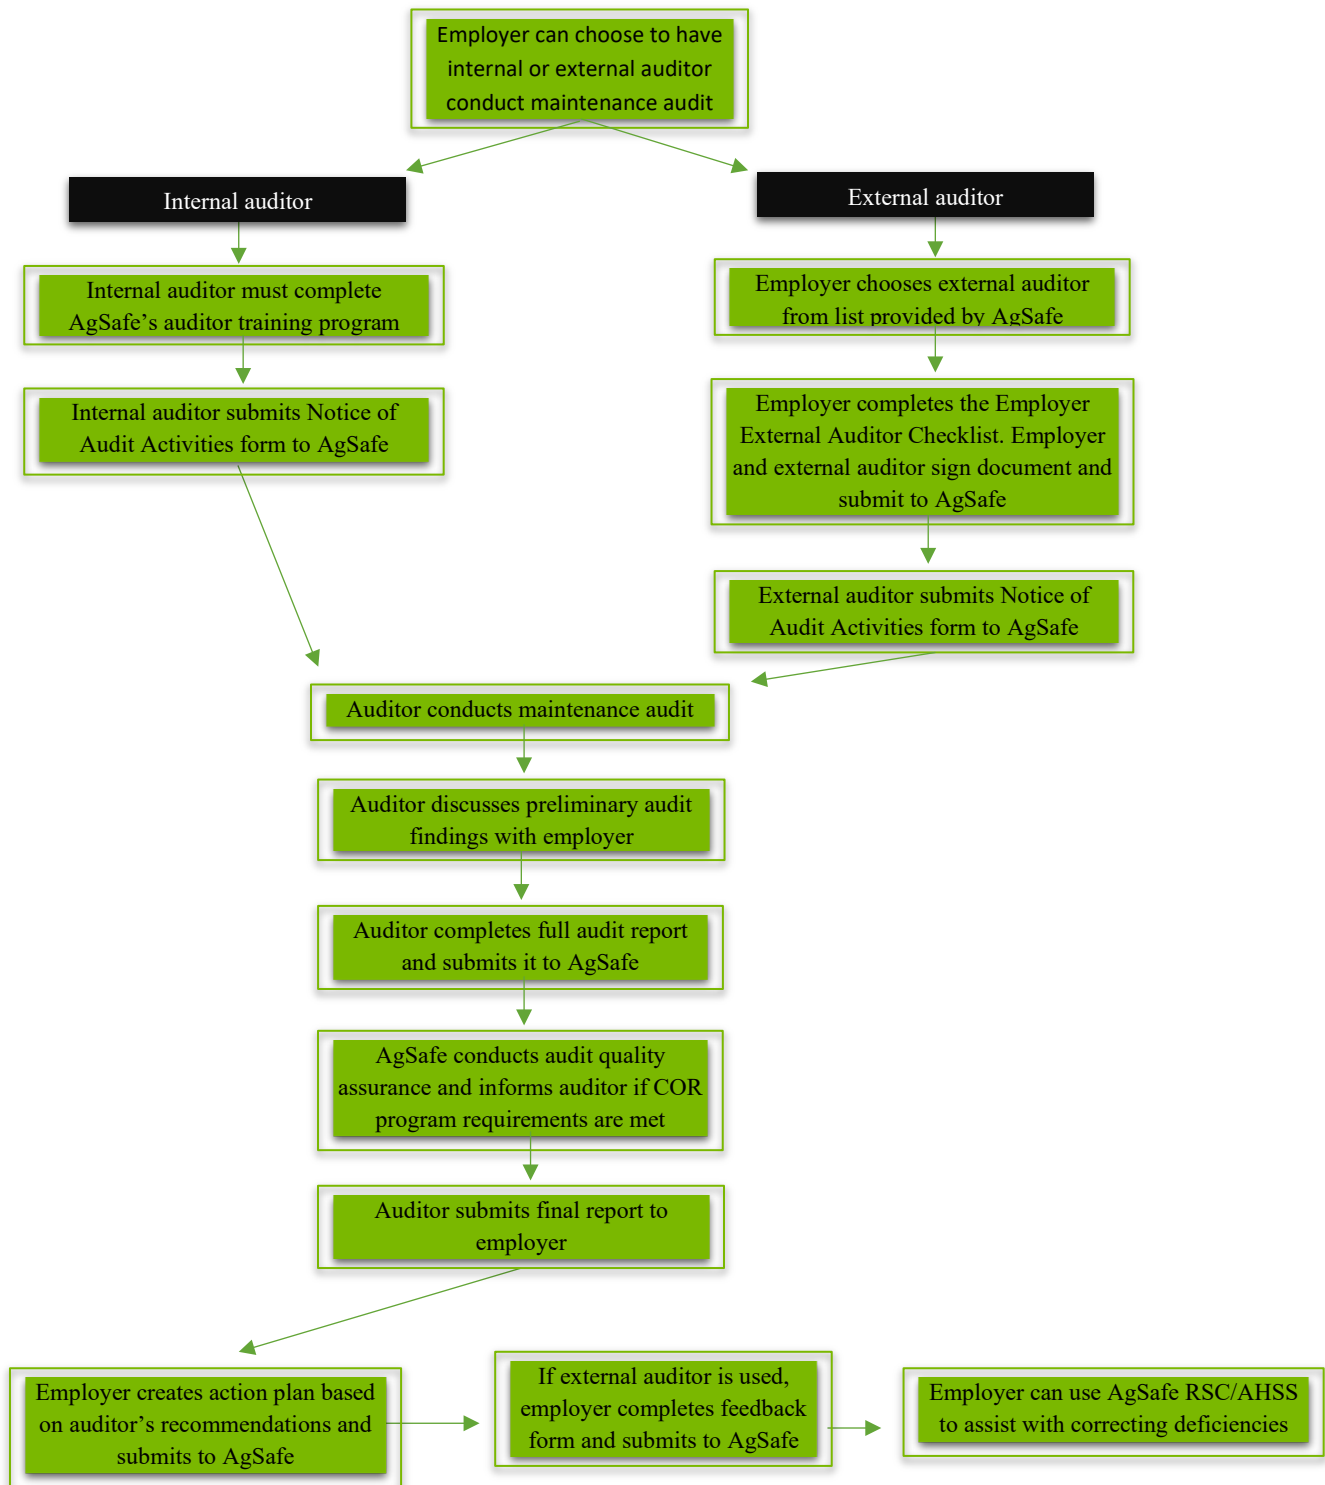 Employer can choose to have
internal or external auditor
conduct maintenance audit
Internal auditor
External auditor
Internal auditor must complete
AgSafe’s auditor training program
Employer chooses external auditor
from list provided by AgSafe
Internal auditor submits Notice of
Audit Activities form to AgSafe
Employer completes the Employer
External Auditor Checklist. Employer
and external auditor sign document and
submit to AgSafe
External auditor submits Notice of
Audit Activities form to AgSafe
Auditor conducts maintenance audit
Auditor discusses preliminary audit
findings with employer
Auditor completes full audit report
and submits it to AgSafe
AgSafe conducts audit quality
assurance and informs auditor if COR
program requirements are met
Auditor submits final report to
employer
Employer creates action plan based
on auditor’s recommendations and
submits to AgSafe
If external auditor is used,
employer completes feedback
form and submits to AgSafe
Employer can use AgSafe RSC/AHSS
to assist with correcting deficiencies